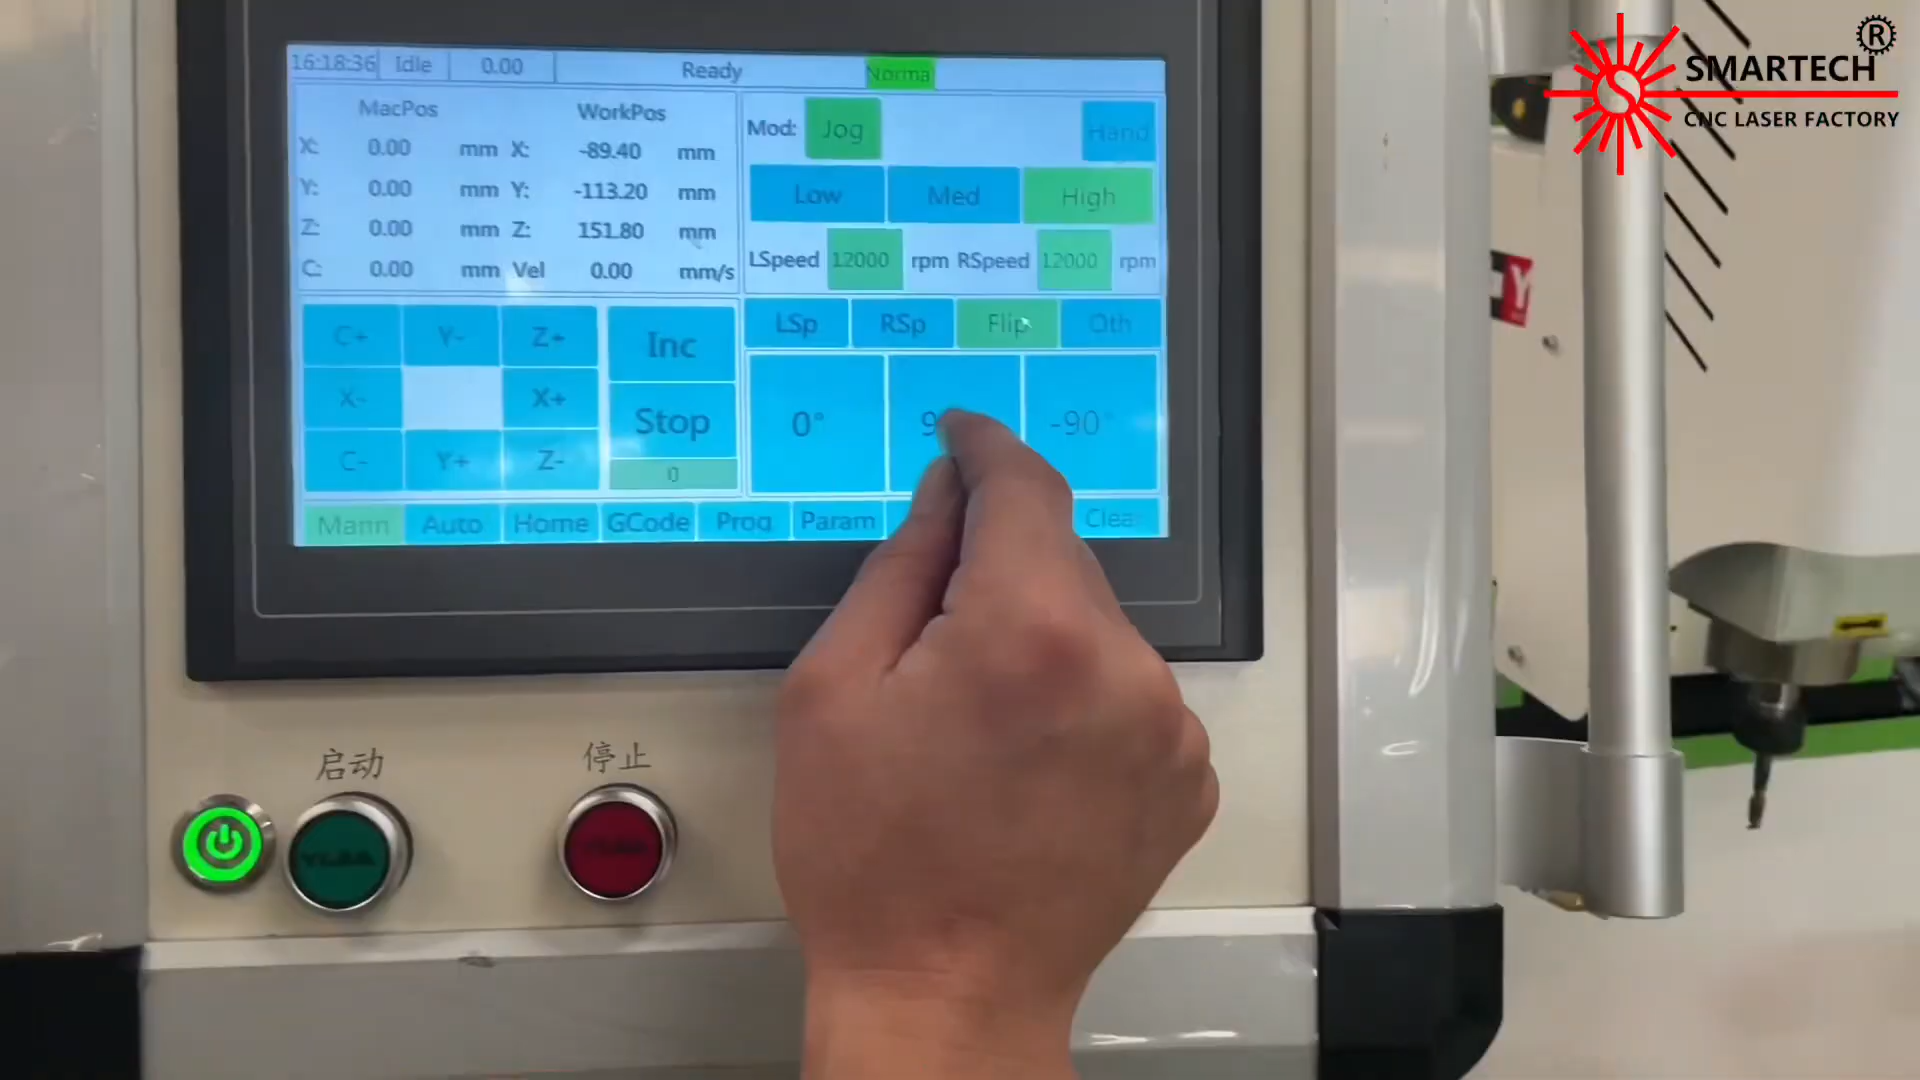 16:18:36 Idle 0.00 Ready Norma
MacPos WorkPos
X: 0.00 mm X: -89.40 mm
Y: 0.00 mm Y: -113.20 mm
Z: 0.00 mm Z: 151.80 mm
C: 0.00 mm Vel 0.00 mm/s
Mod: Jog Hand
Low Med High
LSpeed 12000 rpm RSpeed 12000 rpm
LSp RSp Flip Oth
C+ Y- Z+ Inc
X- X+ Stop
C- Y+ Z- 0
0° 9 -90°
Mann Auto Home GCode Prog Param Clear
启动 停止
SMARTECH®
CNC LASER FACTORY
Y